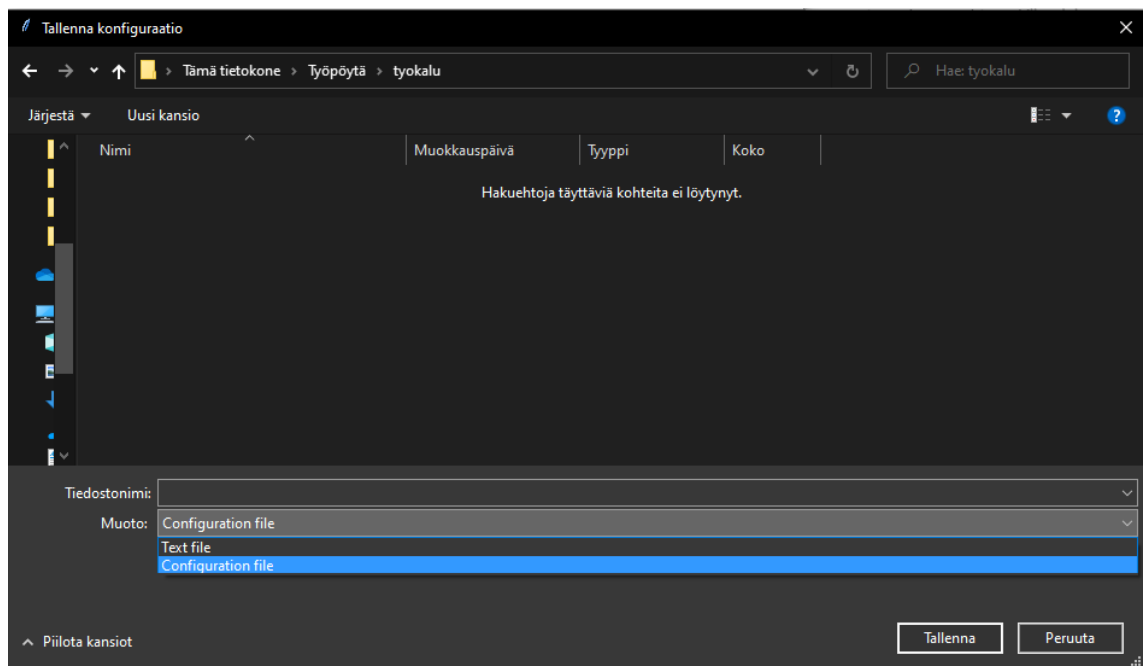 Tallenna konfiguraatio
Tämä tietokone > Työpöytä > tyokalu
Hae: tyokalu
Järjestä
Uusi kansio
?
Nimi
Muokkauspäivä
Tyyppi
Koko
Hakuehtoja täyttäviä kohteita ei löytynyt.
Tiedostonimi:
Muoto: Configuration file
Text file
Configuration file
Piilota kansiot
Tallenna
Peruuta